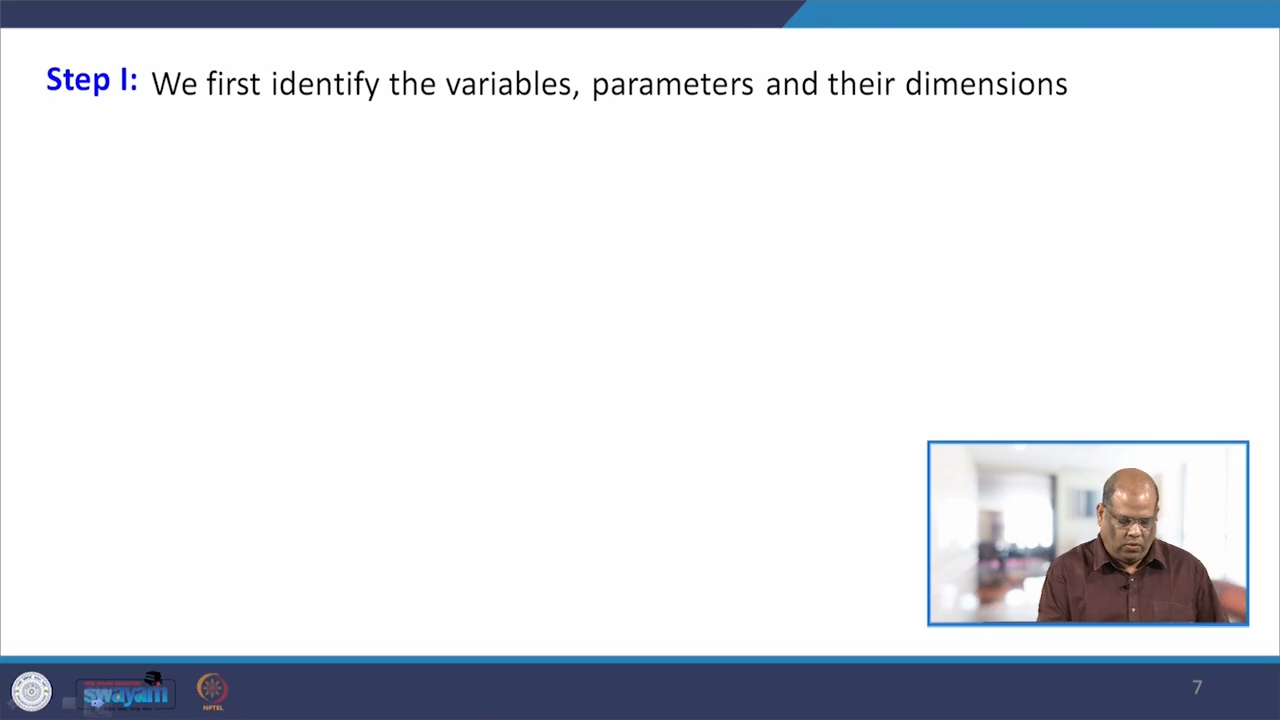 Step I: We first identify the variables, parameters and their dimensions
swayam
NPTEL
7